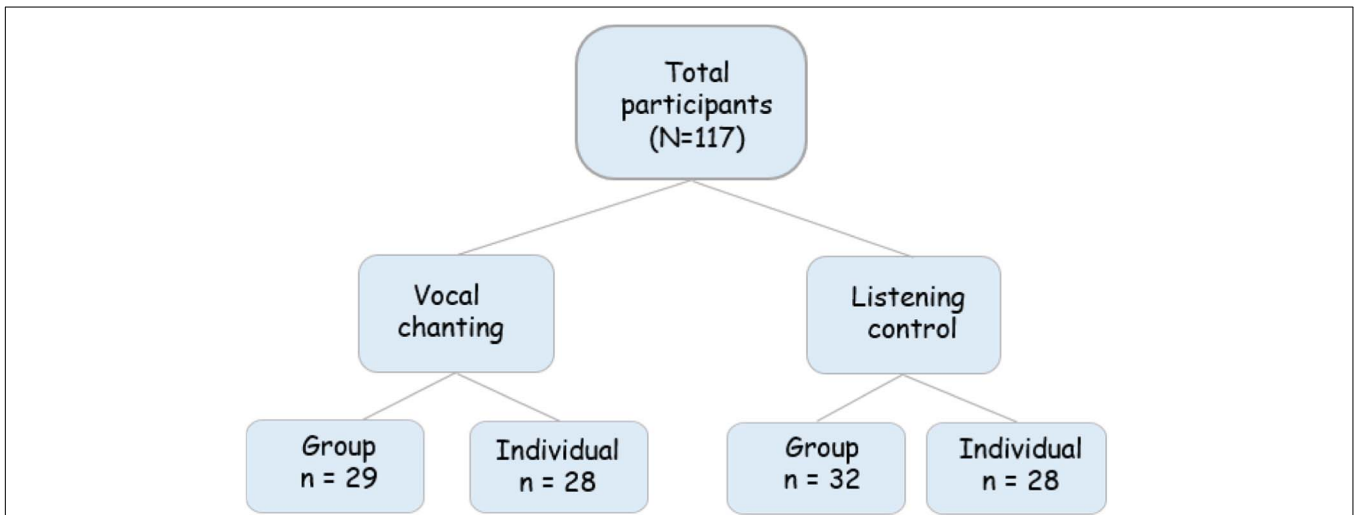 Total
participants
(N=117)
Vocal
chanting
Listening
control
Group
n = 29
Individual
n = 28
Group
n = 32
Individual
n = 28